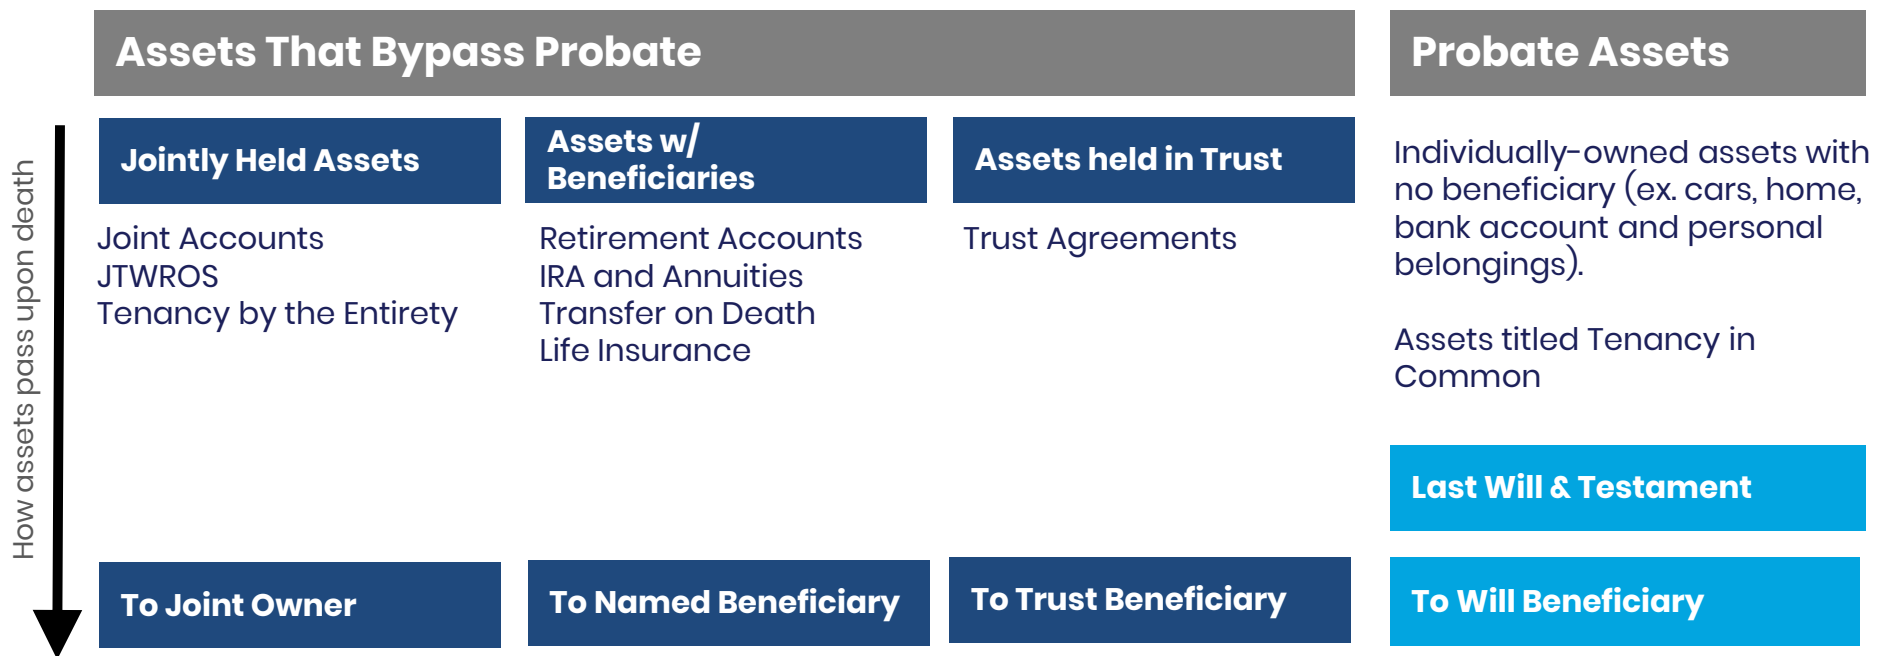 Assets That Bypass Probate
Probate Assets
How assets pass upon death
Jointly Held Assets
Joint Accounts
JTWROS
Tenancy by the Entirety
To Joint Owner
Assets w/
Beneficiaries
Retirement Accounts
IRA and Annuities
Transfer on Death
Life Insurance
To Named Beneficiary
Assets held in Trust
Trust Agreements
To Trust Beneficiary
Individually-owned assets with
no beneficiary (ex. cars, home,
bank account and personal
belongings).
Assets titled Tenancy in
Common
Last Will & Testament
To Will Beneficiary